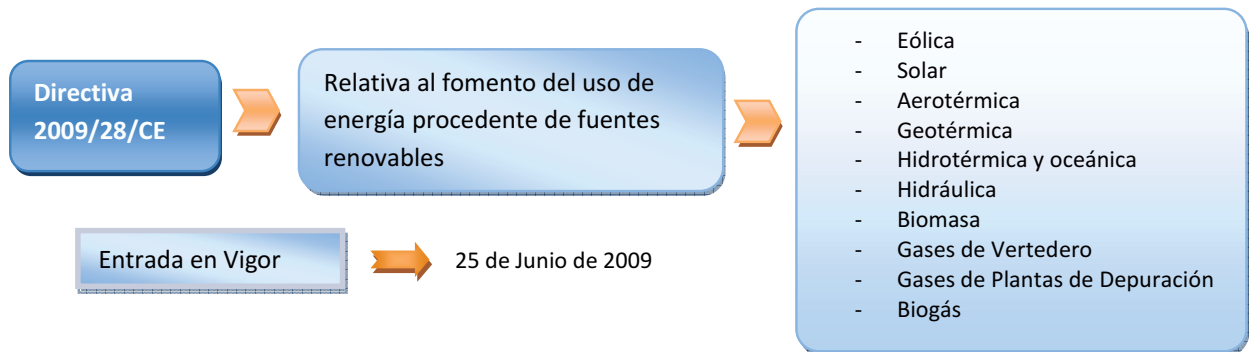 Directiva
2009/28/CE
Relativa al fomento del uso de
energía procedente de fuentes
renovables
- Eólica
- Solar
- Aerotérmica
- Geotérmica
- Hidrotérmica y oceánica
- Hidráulica
- Biomasa
- Gases de Vertedero
- Gases de Plantas de Depuración
- Biogás
Entrada en Vigor
25 de Junio de 2009